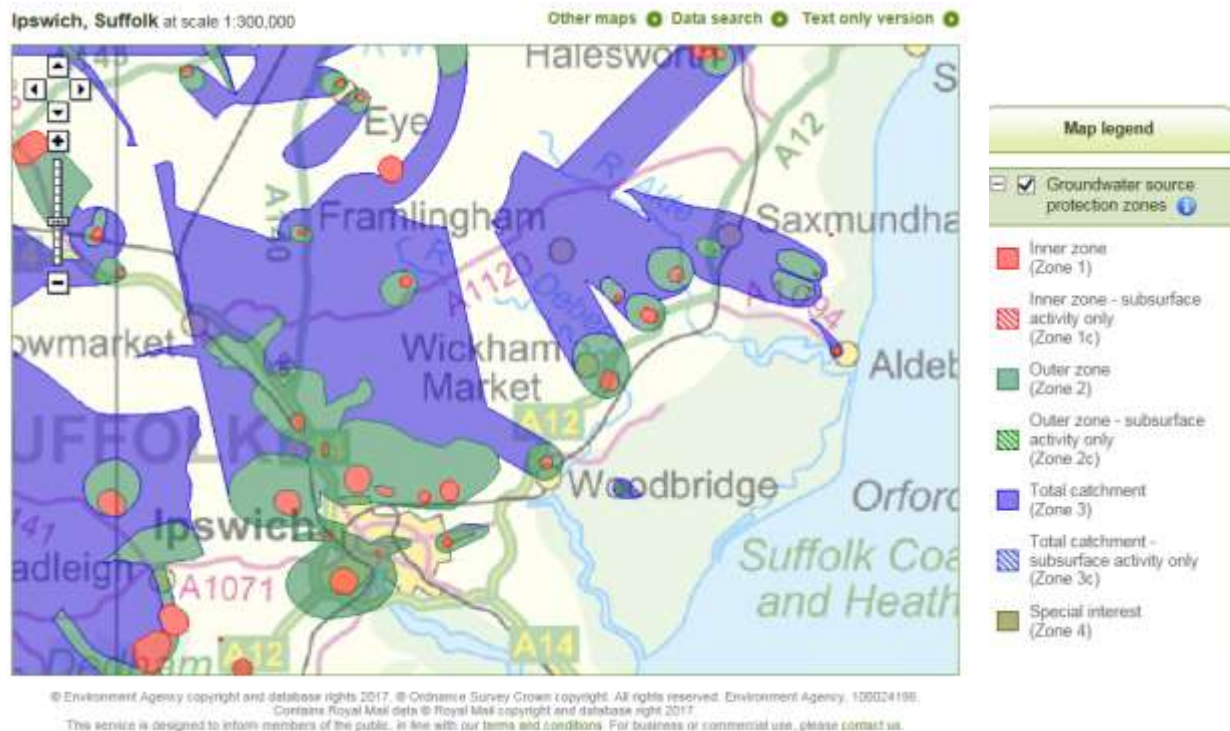 Ipswich, Suffolk at scale 1:300,000
Other maps Data search Text only version
Halesworth
S
Eye
A12
A140
R. Alde
Framlingham
Saxmundha
R. Deben
A1120
A1094
owmarket
Wickham
Market
Aldeb
A12
UFFOLK
Woodbridge
Orford
Ipswich
Suffolk Coa
and Heath
adleigh
A1071
A14
A12
Dedham
Map legend
Groundwater source
protection zones
Inner zone
(Zone 1)
Inner zone - subsurface
activity only
(Zone 1c)
Outer zone
(Zone 2)
Outer zone - subsurface
activity only
(Zone 2c)
Total catchment
(Zone 3)
Total catchment -
subsurface activity only
(Zone 3c)
Special interest
(Zone 4)
© Environment Agency copyright and database rights 2017. © Ordnance Survey Crown copyright. All rights reserved. Environment Agency, 100024198.
Contains Royal Mail data © Royal Mail copyright and database right 2017
This service is designed to inform members of the public, in line with our terms and conditions. For business or commercial use, please contact us.